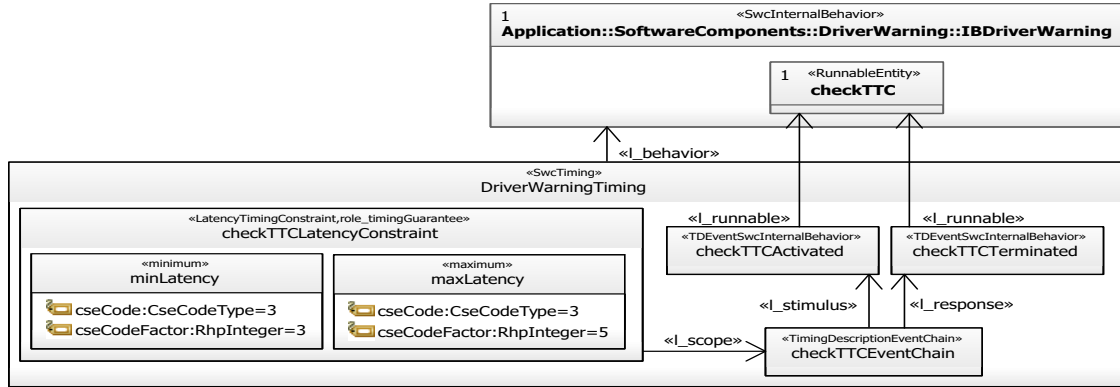 1 «SwcInternalBehavior»
Application::SoftwareComponents::DriverWarning::IBDriverWarning
1 «RunnableEntity»
checkTTC
«l_behavior»
«SwcTiming»
DriverWarningTiming
«LatencyTimingConstraint,role_timingGuarantee»
checkTTCLatencyConstraint
«minimum»
minLatency
cseCode:CseCodeType=3
cseCodeFactor:RhpInteger=3
«maximum»
maxLatency
cseCode:CseCodeType=3
cseCodeFactor:RhpInteger=5
«l_runnable» «l_runnable»
«TDEventSwcInternalBehavior»
checkTTCActivated
«TDEventSwcInternalBehavior»
checkTTCTerminated
«l_stimulus» «l_response»
«l_scope»
«TimingDescriptionEventChain»
checkTTCEventChain